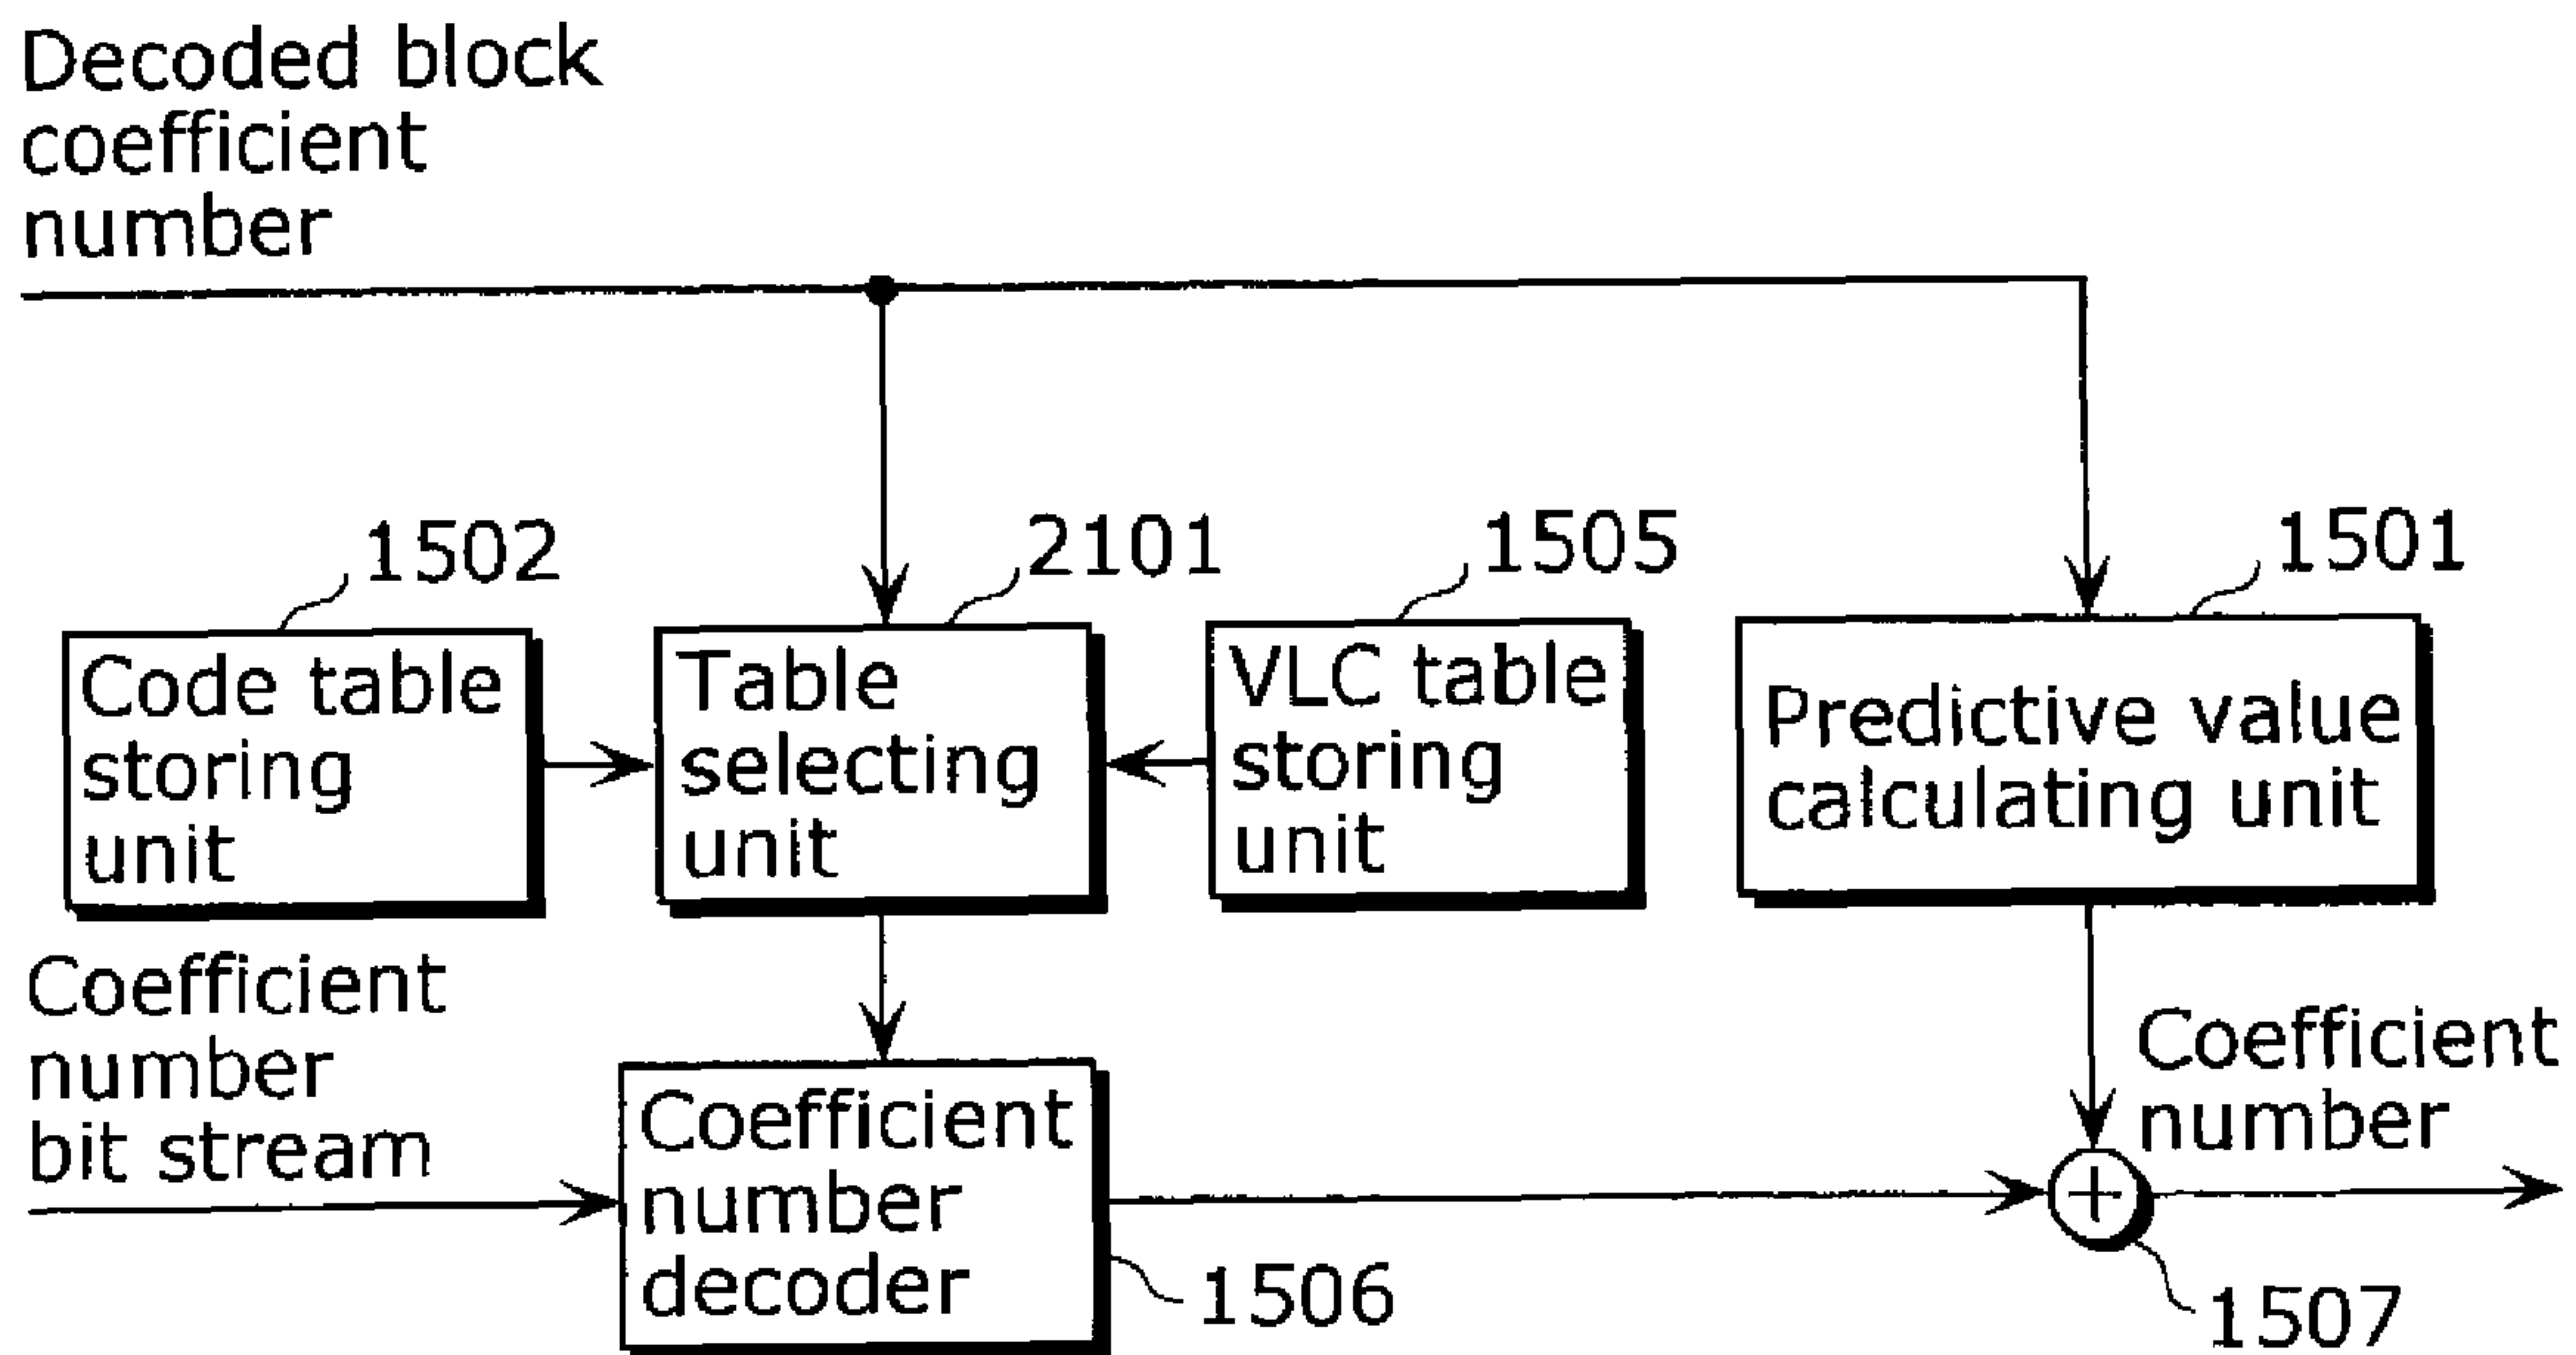 Decoded block
coefficient
number
1502
2101
1505
1501
Code table
storing
unit
Table
selecting
unit
VLC table
storing
unit
Predictive value
calculating unit
Coefficient
number
bit stream
Coefficient
number
decoder
Coefficient
number
1506
1507